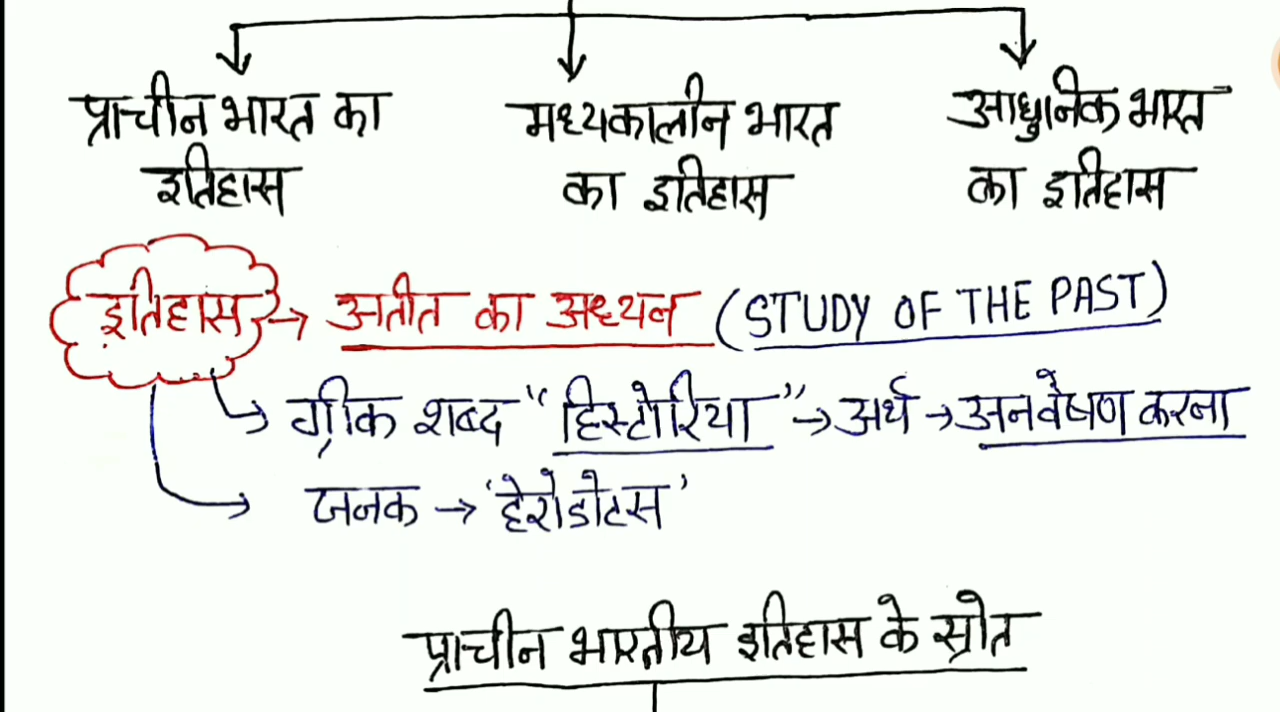 प्राचीन भारत का
इतिहास
मध्यकालीन भारत
का इतिहास
आधुनिक भारत
का इतिहास
इतिहास → अतीत का अध्यन (STUDY OF THE PAST)
ग्रीक शब्द “हिस्टोरिया” → अर्थ → अनवेषण करना
जनक → ‘हेरोडोटस’
प्राचीन भारतीय इतिहास के स्रोत